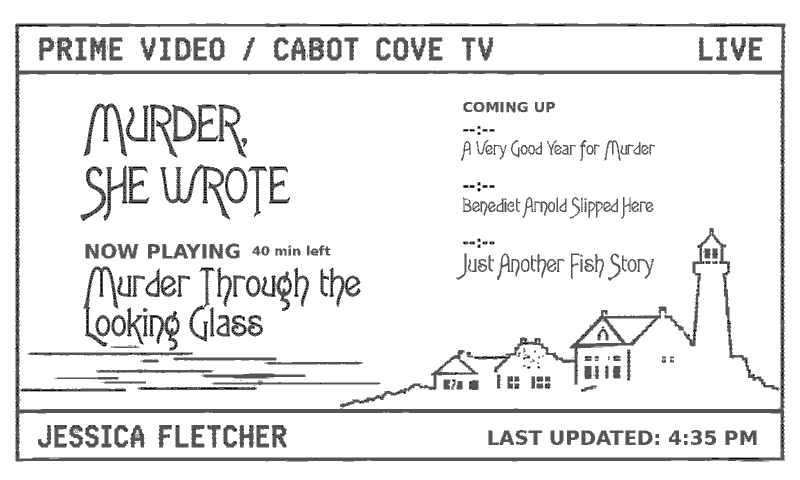 PRIME VIDEO / CABOT COVE TV
LIVE
MURDER,
SHE WROTE
NOW PLAYING 40 min left
Murder Through the
Looking Glass
COMING UP
--:--
A Very Good Year for Murder
--:--
Benedict Arnold Slipped Here
--:--
Just Another Fish Story
JESSICA FLETCHER
LAST UPDATED: 4:35 PM